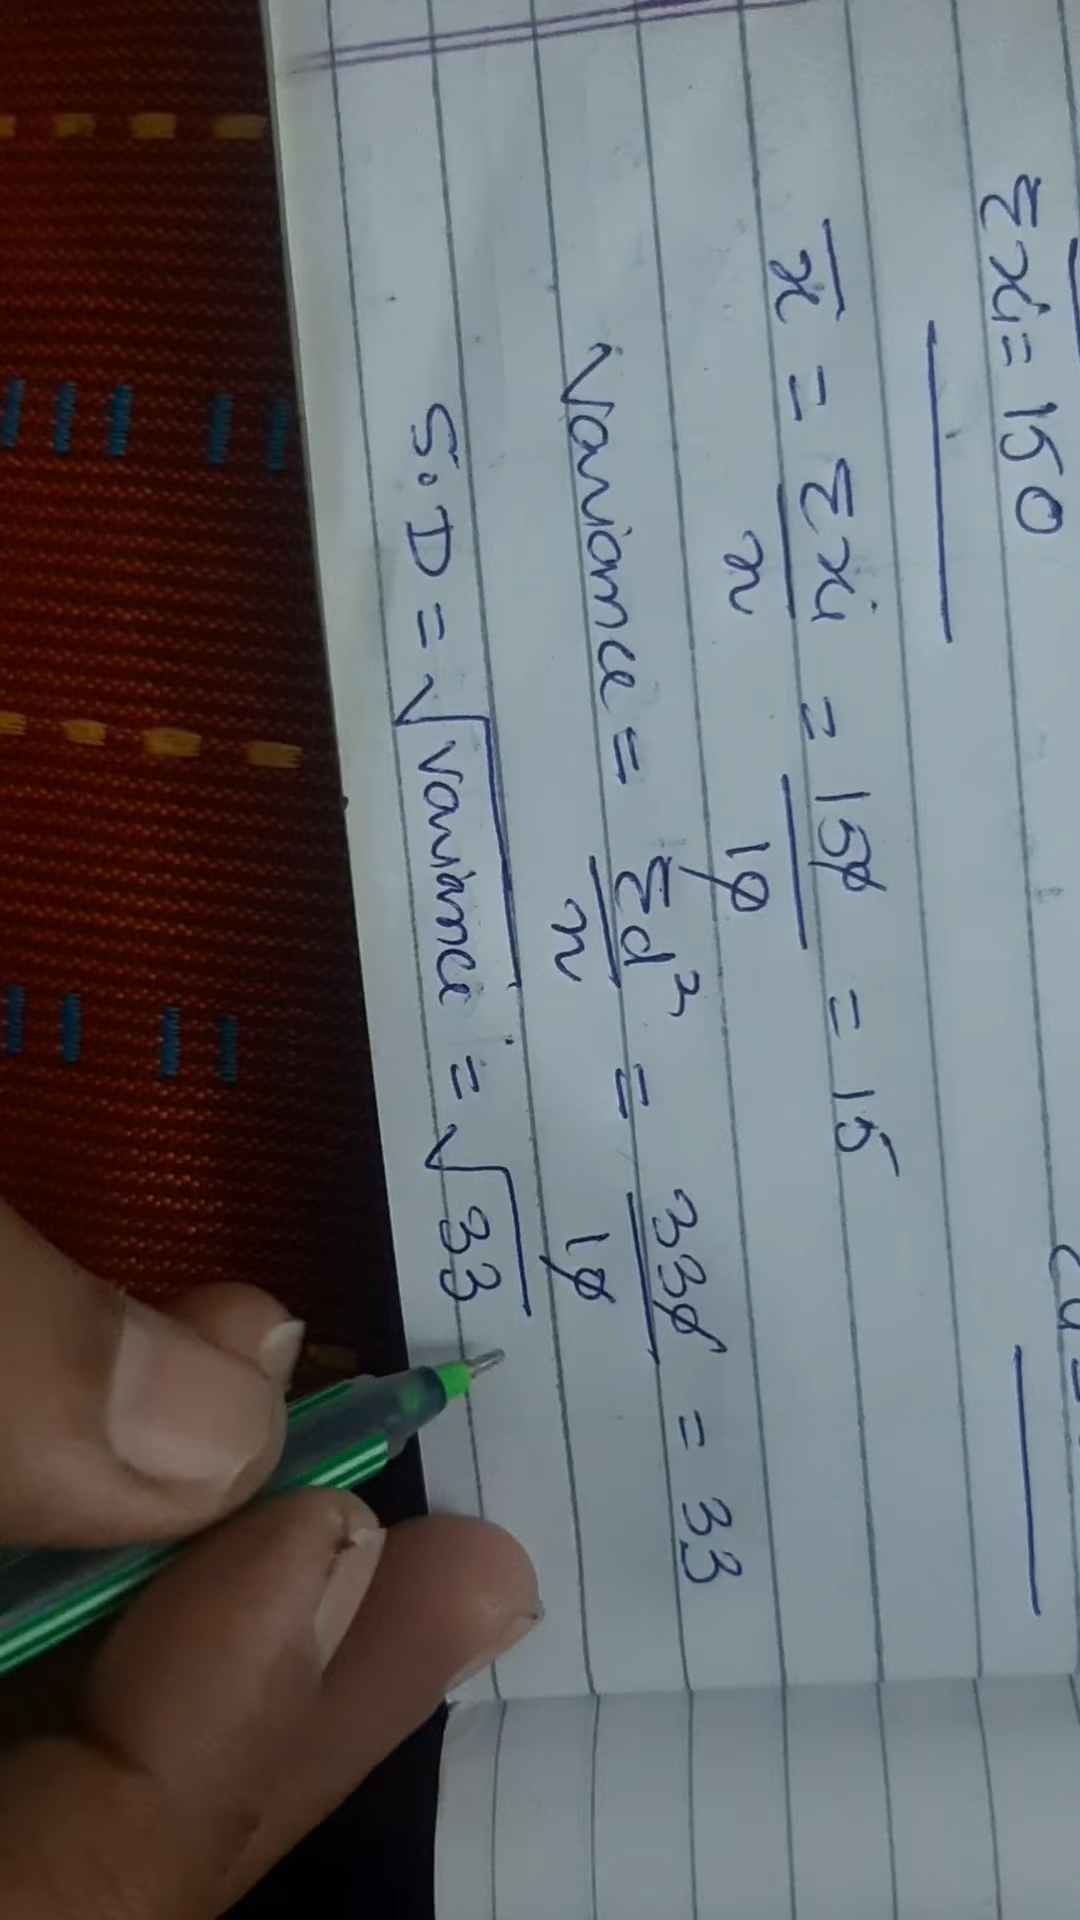 Σxi = 150
x̄ = Σxi/n = 150/10 = 15
Variance = Σd²/n = 330/10 = 33
S.D = √Variance = √33